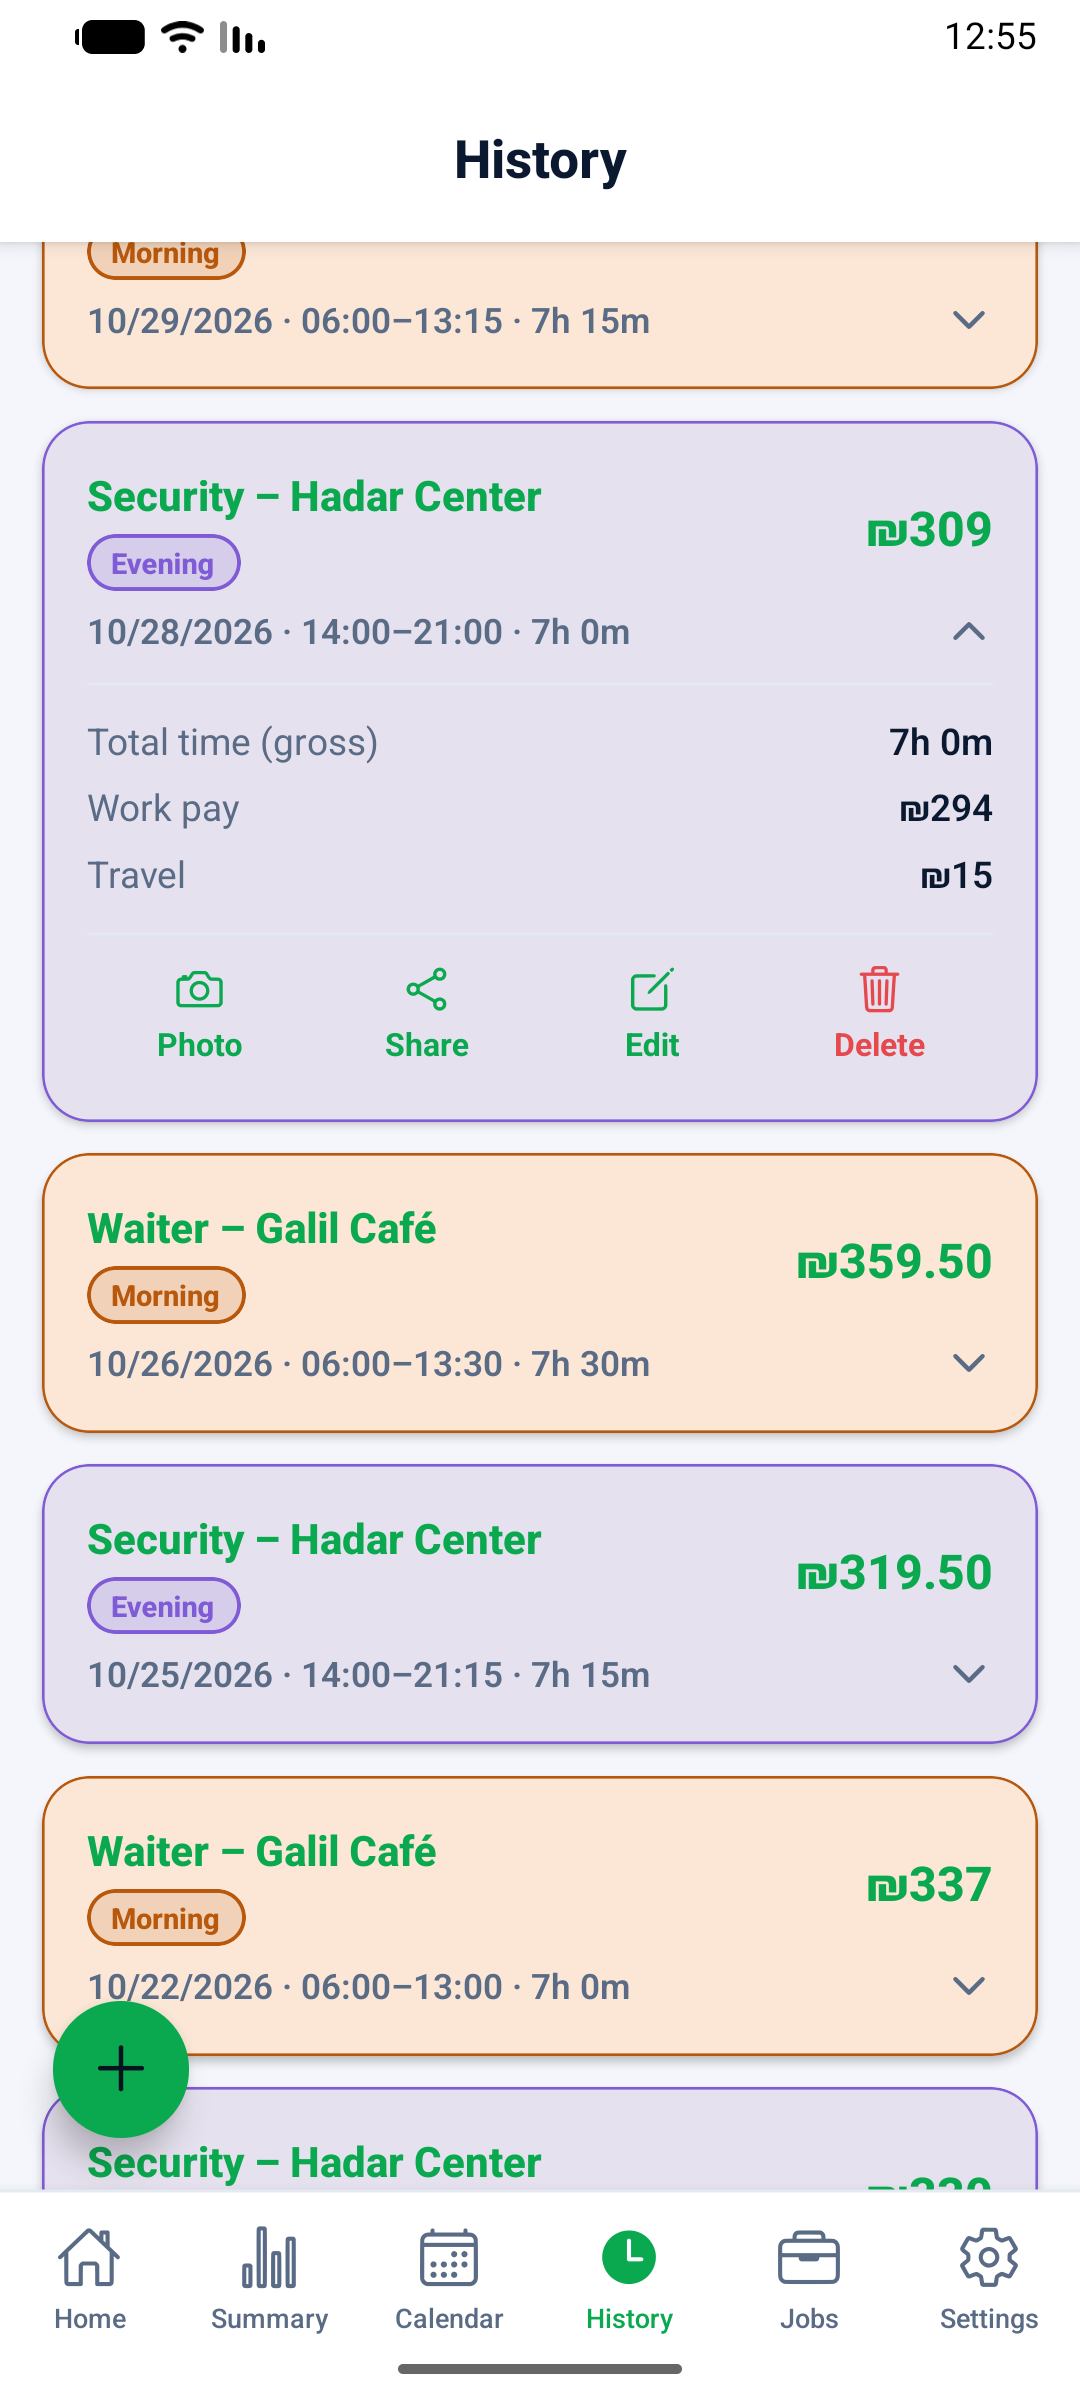 12:55
History
Morning
10/29/2026 · 06:00–13:15 · 7h 15m
Security – Hadar Center
₪309
Evening
10/28/2026 · 14:00–21:00 · 7h 0m
Total time (gross) 7h 0m
Work pay ₪294
Travel ₪15
Photo Share Edit Delete
Waiter – Galil Café
₪359.50
Morning
10/26/2026 · 06:00–13:30 · 7h 30m
Security – Hadar Center
₪319.50
Evening
10/25/2026 · 14:00–21:15 · 7h 15m
Waiter – Galil Café
₪337
Morning
10/22/2026 · 06:00–13:00 · 7h 0m
Security – Hadar Center
Home Summary Calendar History Jobs Settings